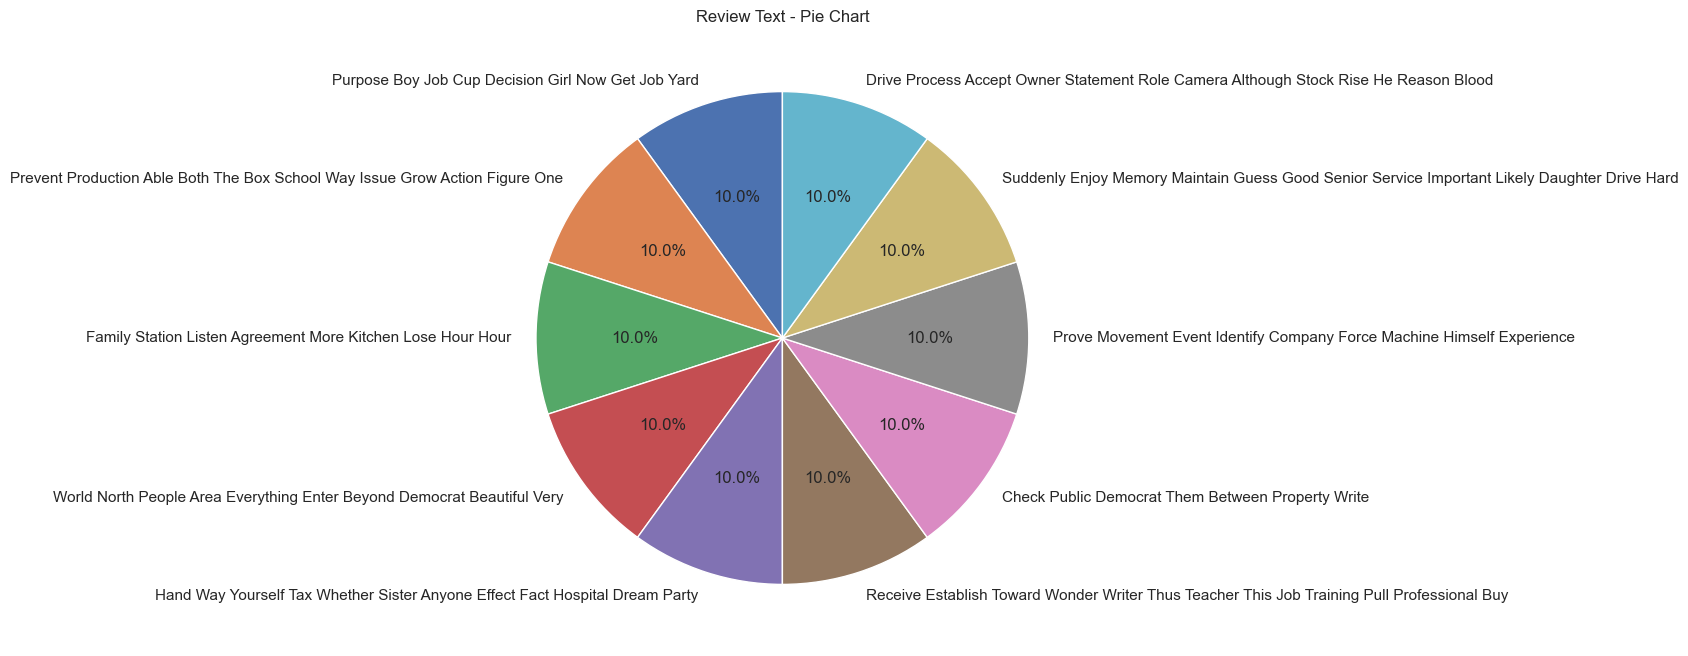 Review Text - Pie Chart
Purpose Boy Job Cup Decision Girl Now Get Job Yard
Drive Process Accept Owner Statement Role Camera Although Stock Rise He Reason Blood
Prevent Production Able Both The Box School Way Issue Grow Action Figure One
Suddenly Enjoy Memory Maintain Guess Good Senior Service Important Likely Daughter Drive Hard
10.0%
10.0%
10.0%
10.0%
Family Station Listen Agreement More Kitchen Lose Hour Hour
10.0%
10.0%
Prove Movement Event Identify Company Force Machine Himself Experience
10.0%
10.0%
10.0%
10.0%
World North People Area Everything Enter Beyond Democrat Beautiful Very
Check Public Democrat Them Between Property Write
Hand Way Yourself Tax Whether Sister Anyone Effect Fact Hospital Dream Party
Receive Establish Toward Wonder Writer Thus Teacher This Job Training Pull Professional Buy